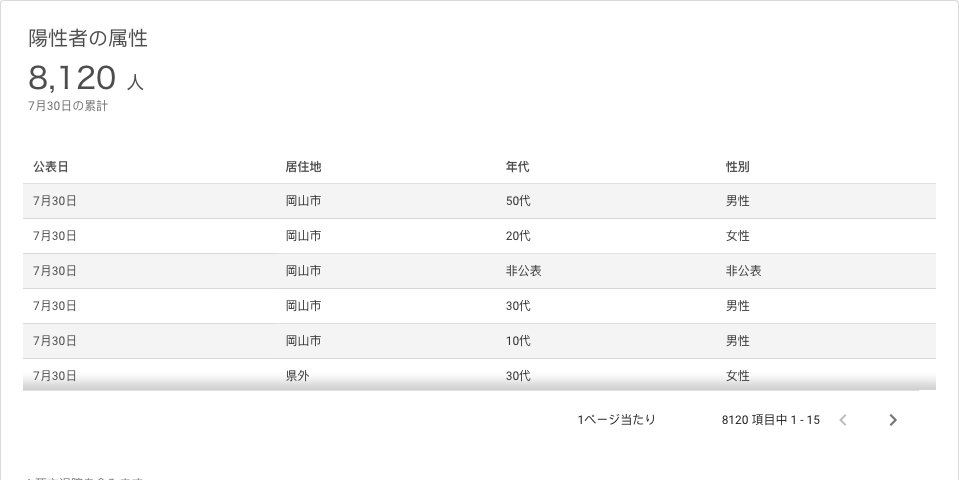 陽性者の属性
8,120 人
7月30日の累計
公表日 居住地 年代 性別
7月30日 岡山市 50代 男性
7月30日 岡山市 20代 女性
7月30日 岡山市 非公表 非公表
7月30日 岡山市 30代 男性
7月30日 岡山市 10代 男性
7月30日 県外 30代 女性
1ページ当たり 8120 項目中 1 - 15